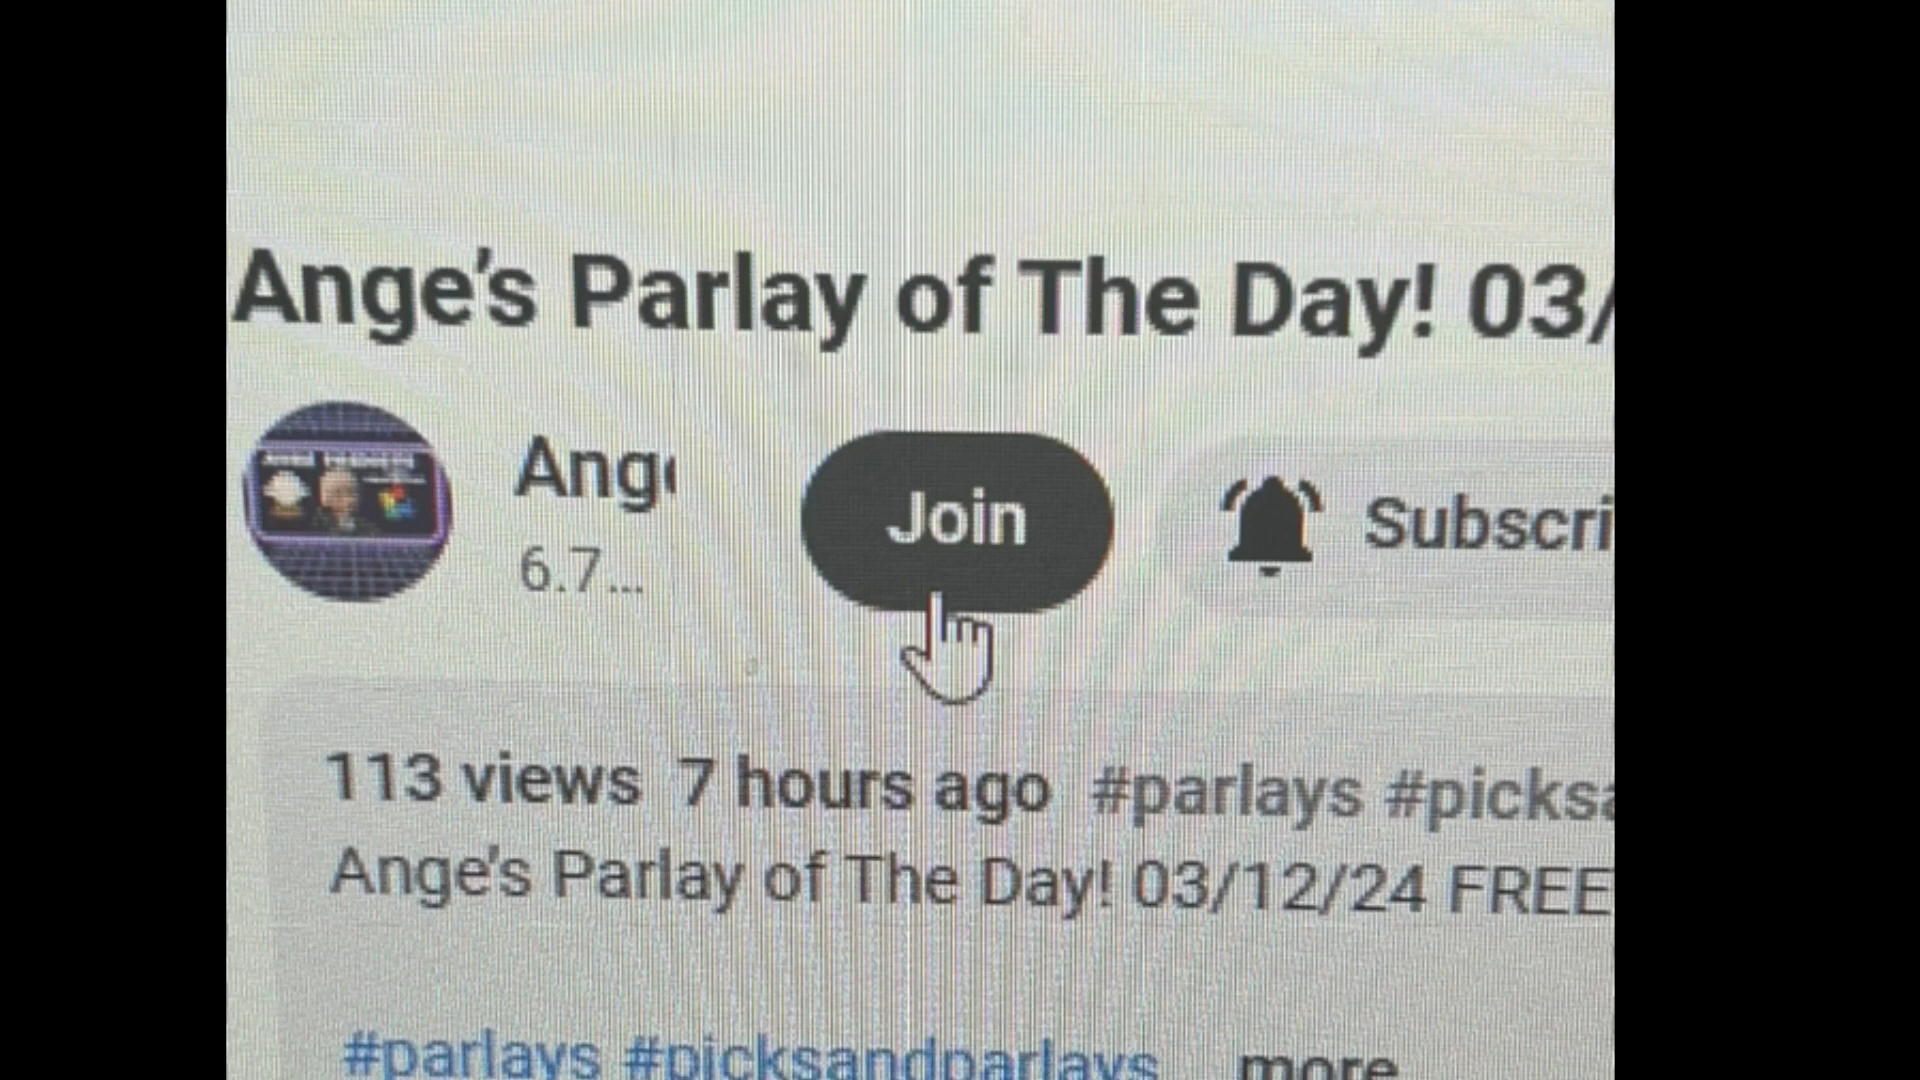 Ange's Parlay of The Day! 03/
Ang
6.7...
Join
Subscri
113 views 7 hours ago #parlays #picksa
Ange's Parlay of The Day! 03/12/24 FREE
#parlays #picksandparlays more